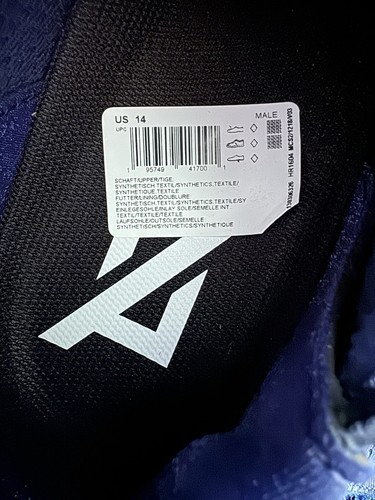 US 14
MALE
UPC
1 95749 41700 1
SCHAFT/UPPER/TIGE:
SYNTHETISCH,TEXTIL/SYNTHETICS,TEXTILE/
SYNTHETIQUE,TEXTILE
FUTTER/LINING/DOUBLURE:
SYNTHETISCH,TEXTIL/SYNTHETICS,TEXTILE/SY
EINLEGESOHLE/INLAY SOLE/SEMELLE INT.
TEXTIL/TEXTILE/TEXTILE
LAUFSOHLE/OUTSOLE/SEMELLE:
SYNTHETISCH/SYNTHETICS/SYNTHETIQUE